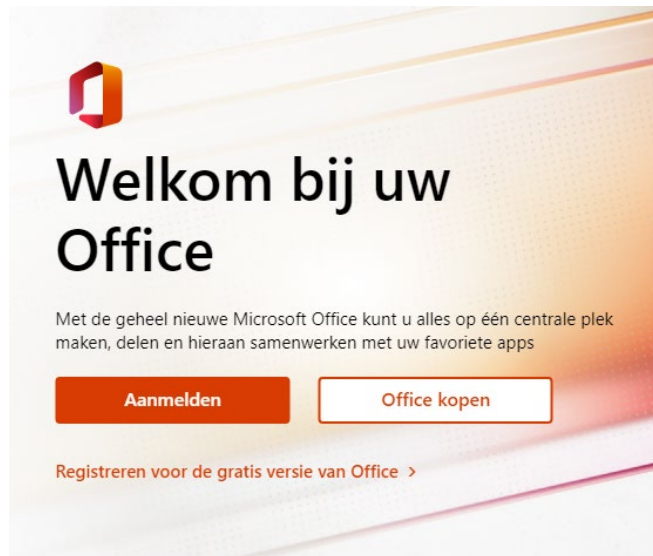 Welkom bij uw
Office
Met de geheel nieuwe Microsoft Office kunt u alles op één centrale plek
maken, delen en hieraan samenwerken met uw favoriete apps
Aanmelden
Office kopen
Registreren voor de gratis versie van Office >